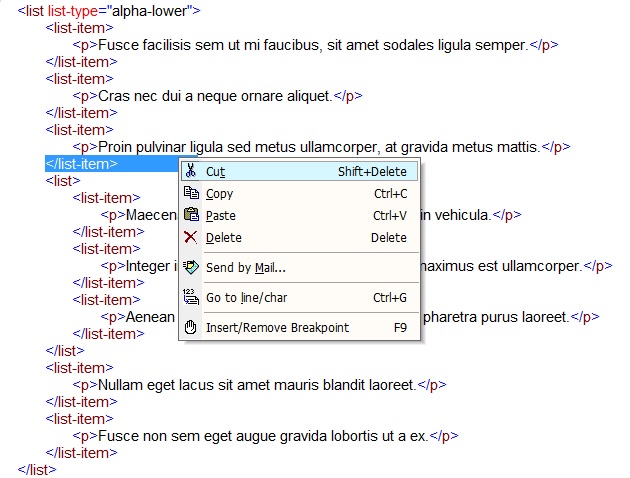 <list list-type="alpha-lower">
<list-item>
<p>Fusce facilisis sem ut mi faucibus, sit amet sodales ligula semper.</p>
</list-item>
<list-item>
<p>Cras nec dui a neque ornare aliquet.</p>
</list-item>
<list-item>
<p>Proin pulvinar ligula sed metus ullamcorper, at gravida metus mattis.</p>
</list-item>
Cut Shift+Delete
Copy Ctrl+C
Paste Ctrl+V
Delete Delete
Send by Mail...
123
Go to line/char Ctrl+G
Insert/Remove Breakpoint F9
<list>
<list-item>
<p>in vehicula.</p>
</list-item>
<list-item>
<p>Integer maximus est ullamcorper.</p>
</list-item>
<list-item>
<p>Aenean pharetra purus laoreet.</p>
</list-item>
</list>
<list-item>
<p>Nullam eget lacus sit amet mauris blandit laoreet.</p>
</list-item>
<list-item>
<p>Fusce non sem eget augue gravida lobortis ut a ex.</p>
</list-item>
</list>